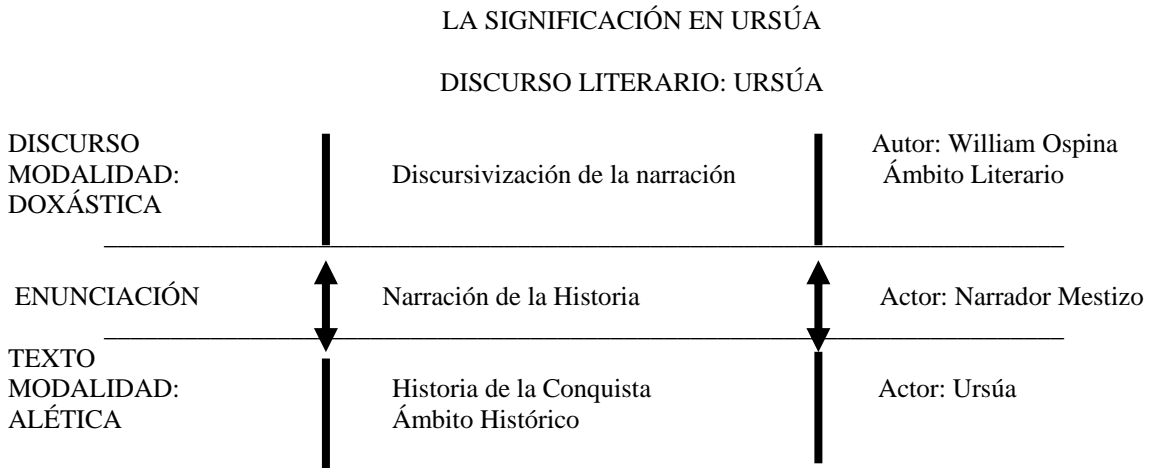 LA SIGNIFICACIÓN EN URSÚA
DISCURSO LITERARIO: URSÚA
DISCURSO Autor: William Ospina
MODALIDAD: Discursivización de la narración Ámbito Literario
DOXÁSTICA
ENUNCIACIÓN Narración de la Historia Actor: Narrador Mestizo
TEXTO
MODALIDAD: Historia de la Conquista Actor: Ursúa
ALÉTICA Ámbito Histórico